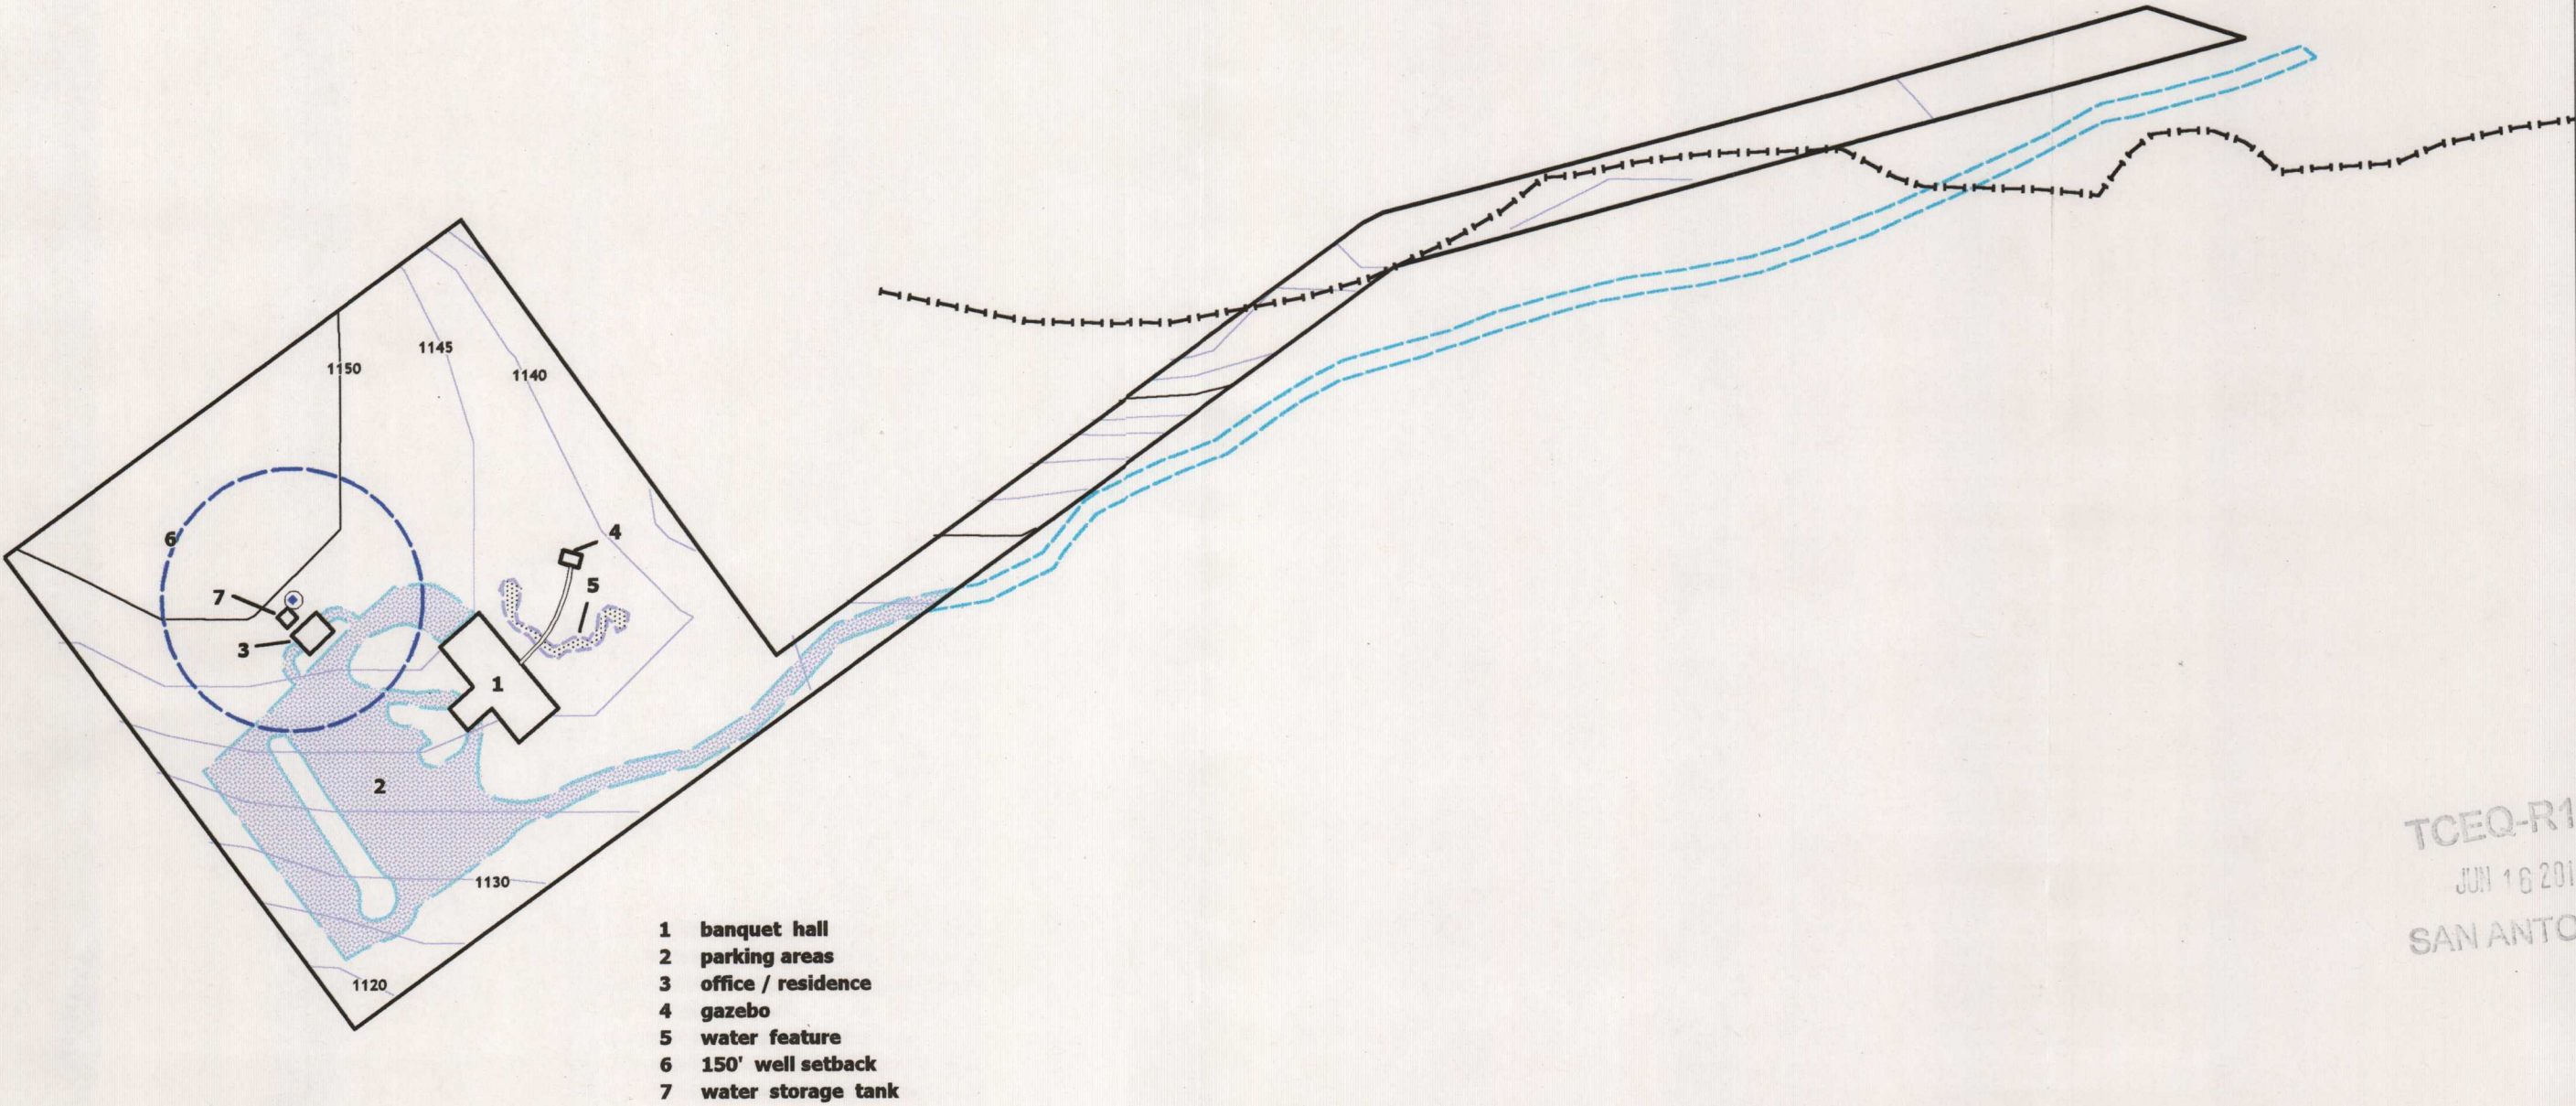 1145
1150
1140
4
6
5
7
3
1
2
1130
1120
1 banquet hall
2 parking areas
3 office / residence
4 gazebo
5 water feature
6 150' well setback
7 water storage tank
TCEQ-R1
JUN 16 201
SAN ANTO